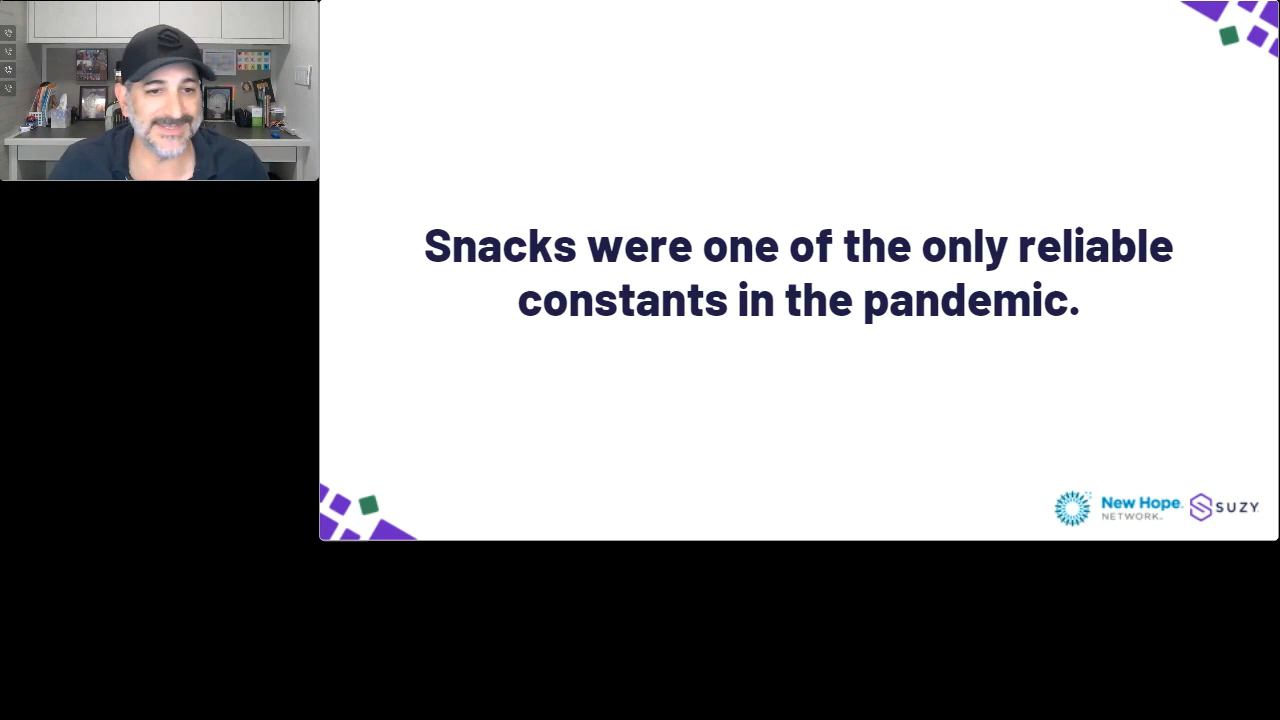 Snacks were one of the only reliable
constants in the pandemic.
New Hope
NETWORK
SUZY